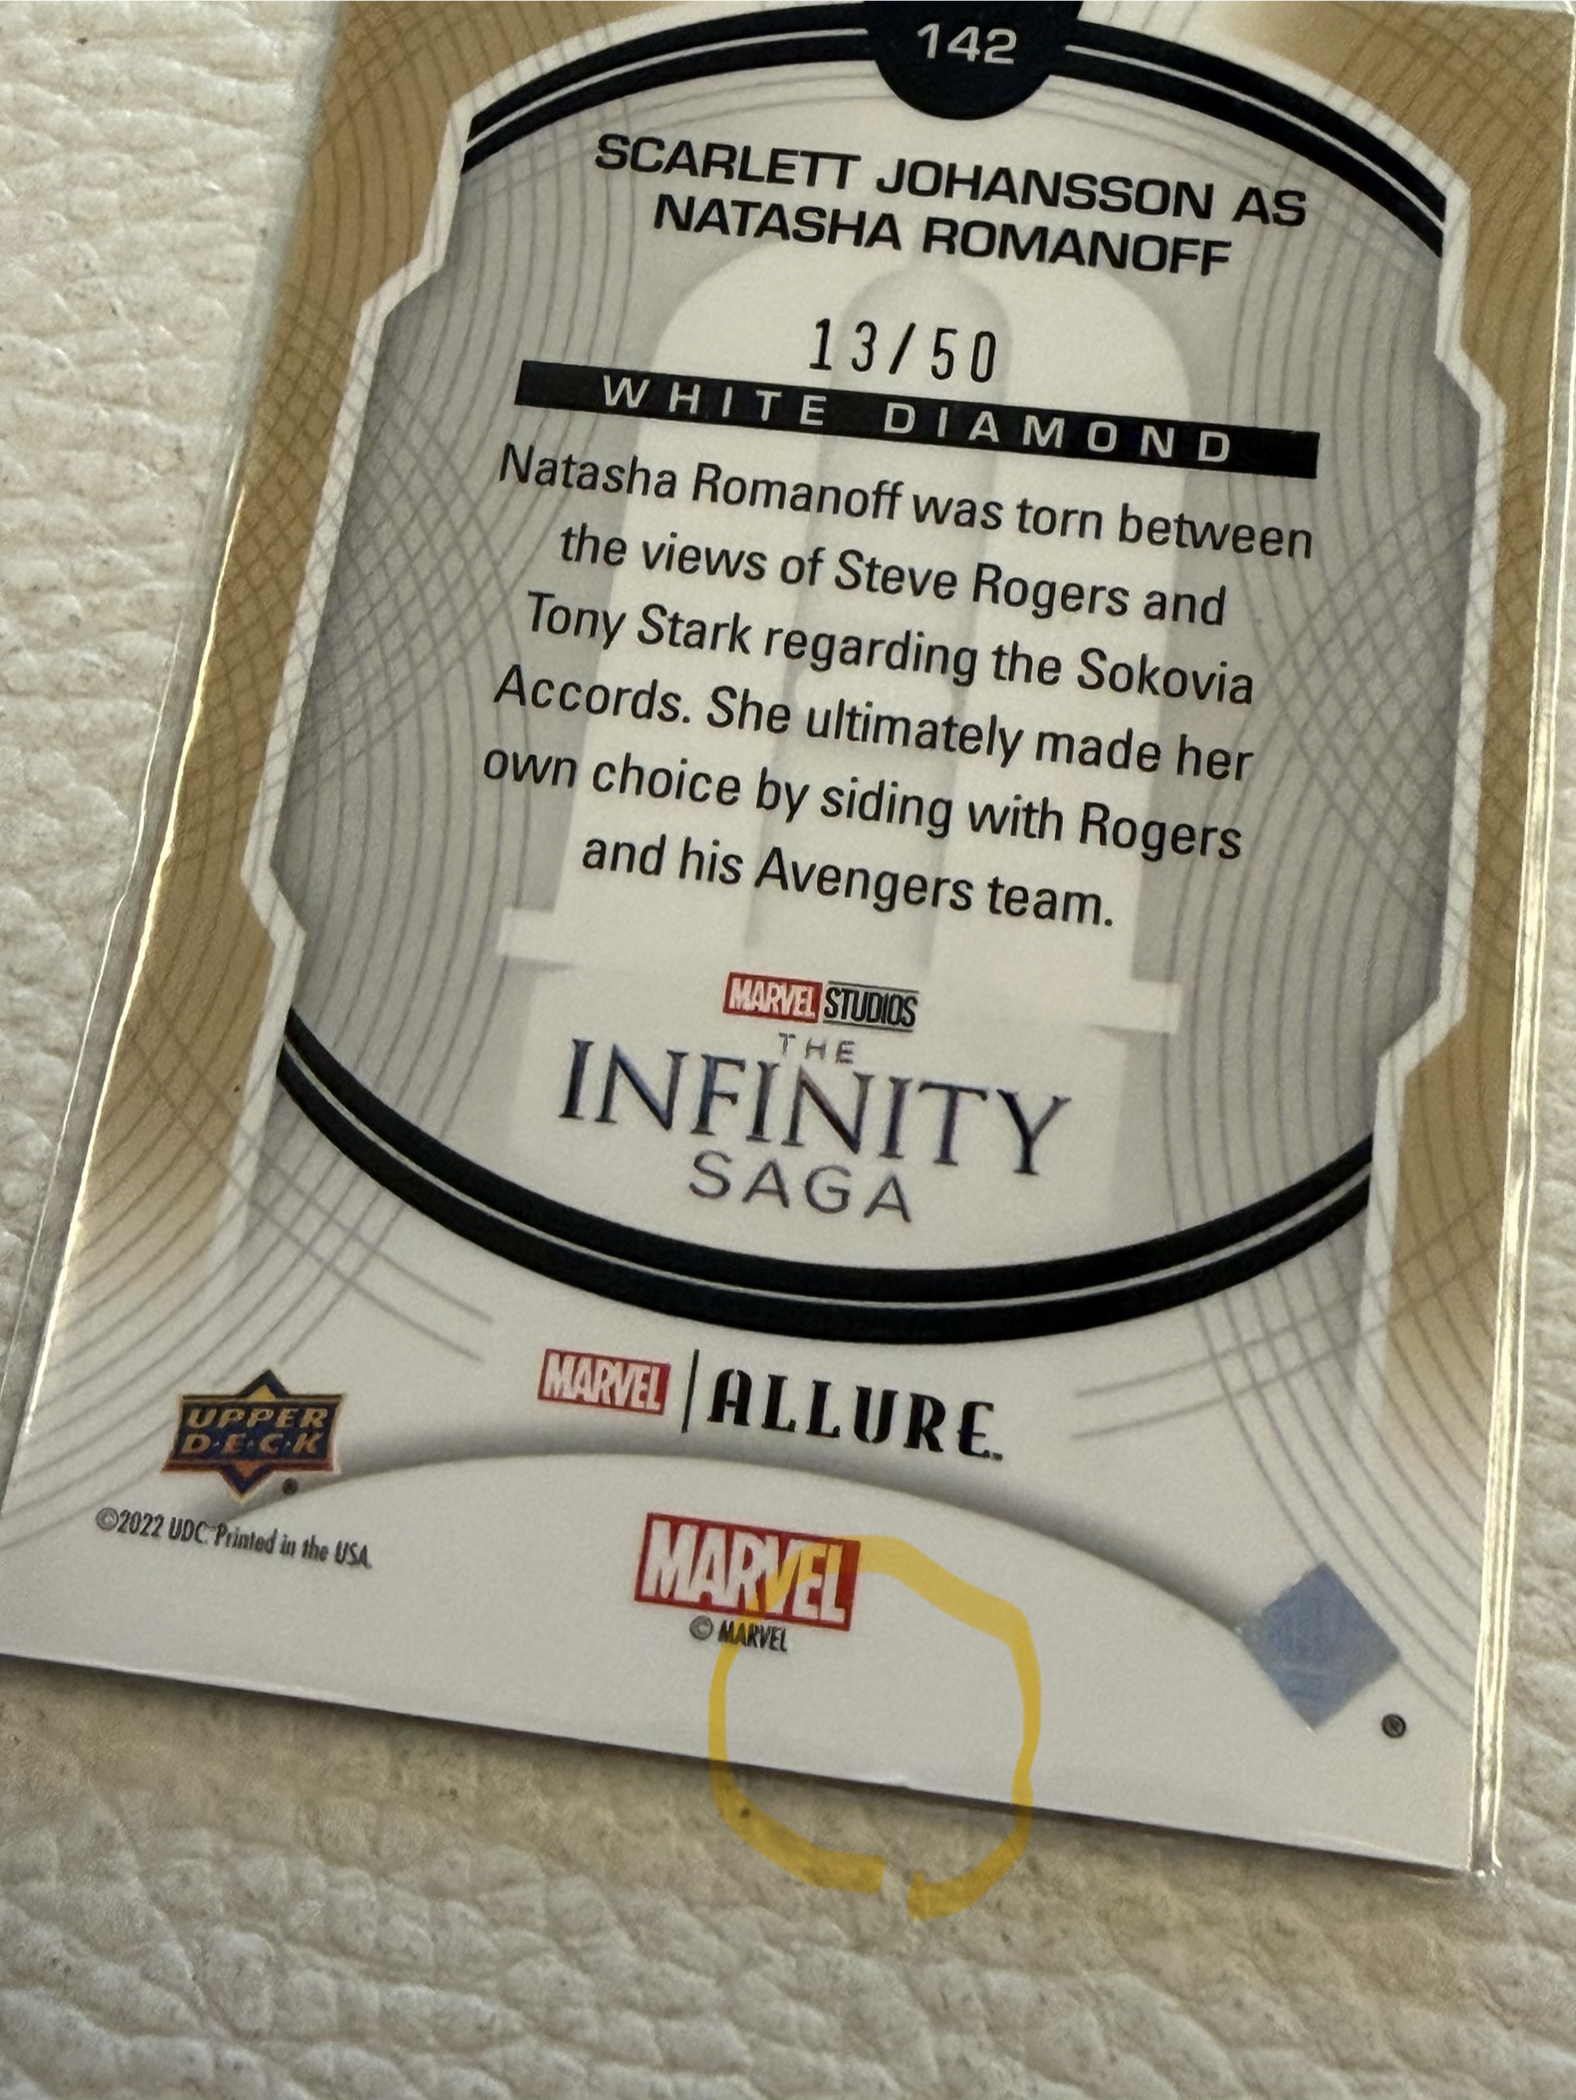 142
SCARLETT JOHANSSON AS
NATASHA ROMANOFF
13/50
WHITE DIAMOND
Natasha Romanoff was torn between
the views of Steve Rogers and
Tony Stark regarding the Sokovia
Accords. She ultimately made her
own choice by siding with Rogers
and his Avengers team.
MARVEL STUDIOS
THE
INFINITY
SAGA
MARVEL | ALLURE™
UPPER
D·E·C·K
©2022 UDC. Printed in the USA.
MARVEL
© MARVEL
®